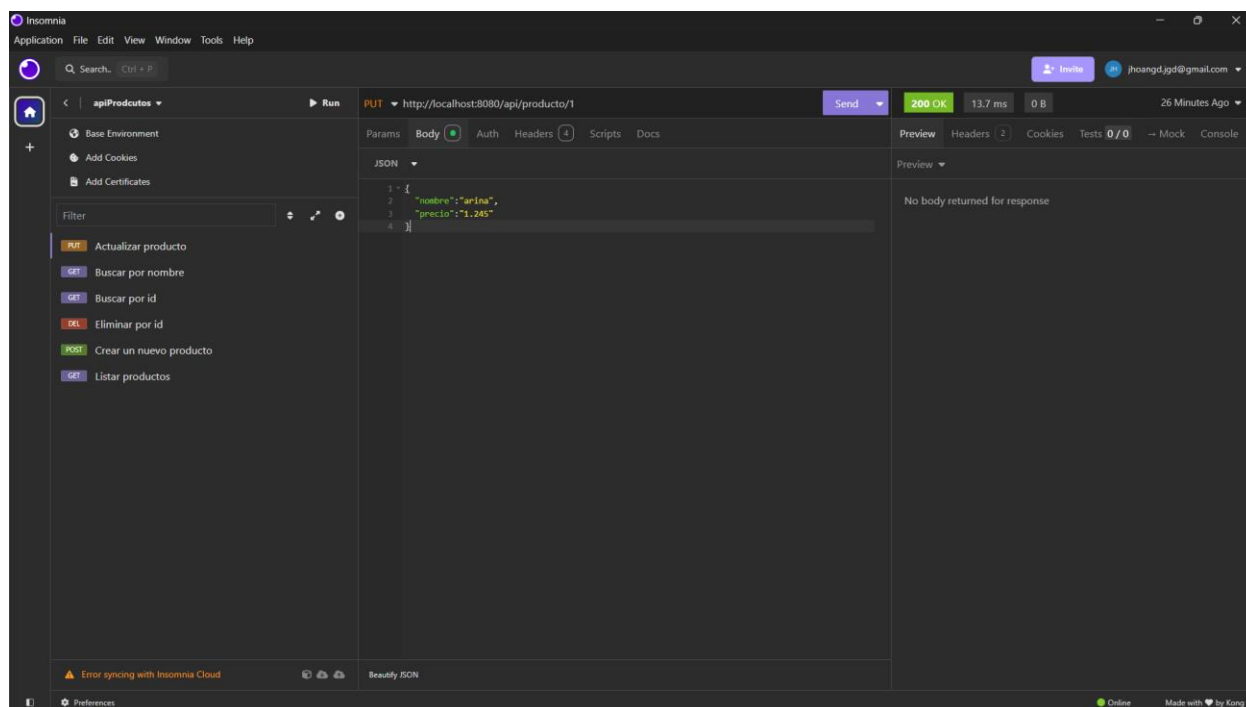 Insomnia
Application File Edit View Window Tools Help
Search.. Ctrl + P
Invite JH jhoangd.jgd@gmail.com
apiProdcutos Run
PUT http://localhost:8080/api/producto/1 Send
200 OK 13.7 ms 0 B 26 Minutes Ago
Base Environment
Add Cookies
Add Certificates
Params Body Auth Headers 4 Scripts Docs
Preview Headers 2 Cookies Tests 0 / 0 → Mock Console
JSON
Preview
1 {
2 "nombre":"arina",
3 "precio":"1.245"
4 }
No body returned for response
Filter
PUT Actualizar producto
GET Buscar por nombre
GET Buscar por id
DEL Eliminar por id
POST Crear un nuevo producto
GET Listar productos
Error syncing with Insomnia Cloud
Beautify JSON
Preferences
Online Made with ♥ by Kong